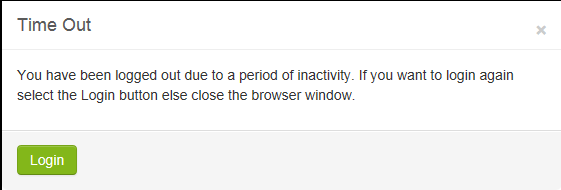 Time Out
You have been logged out due to a period of inactivity. If you want to login again
select the Login button else close the browser window.
Login